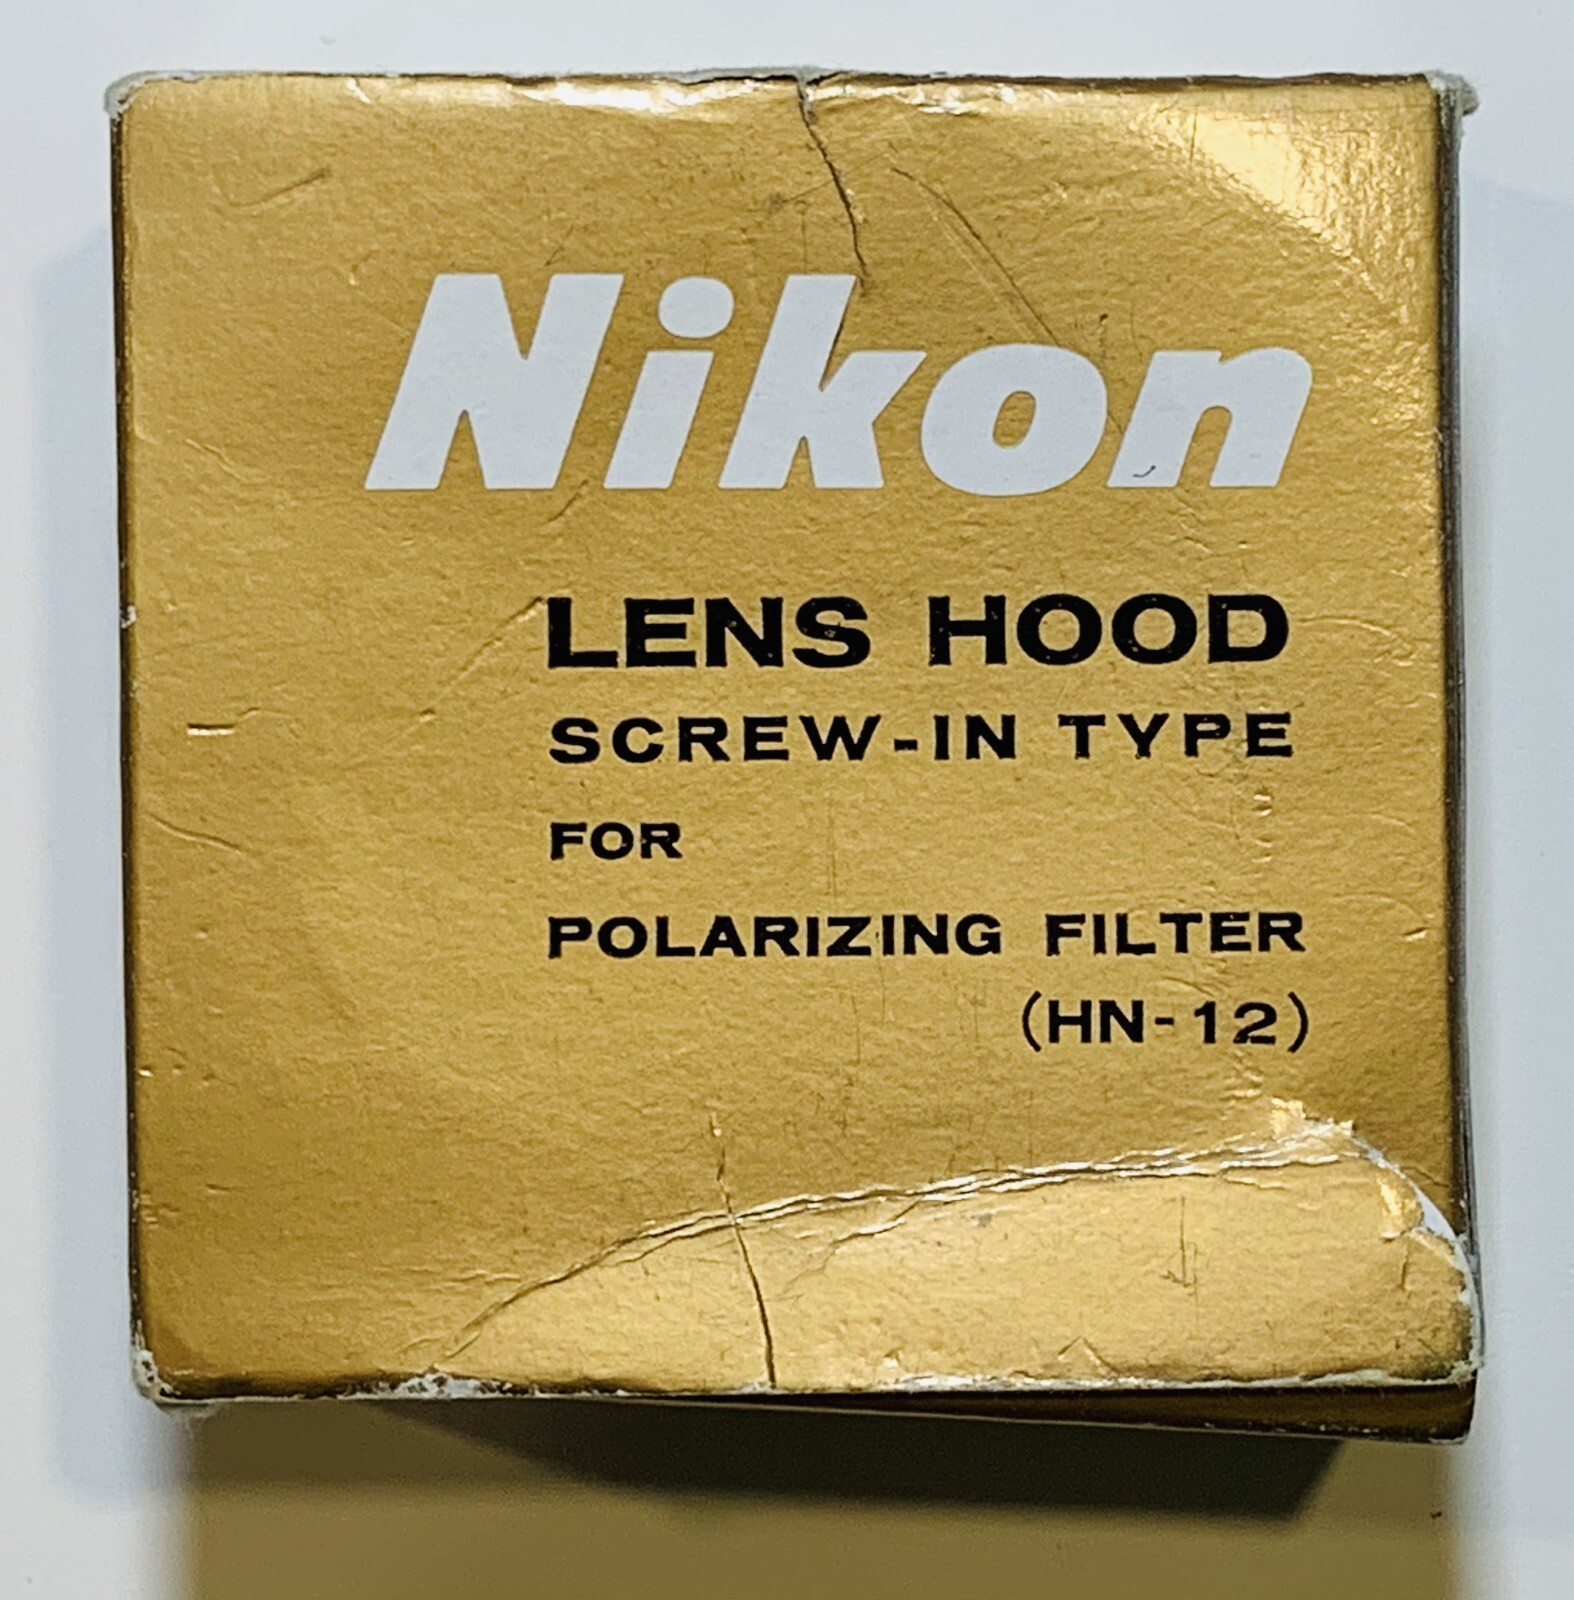 Nikon
LENS HOOD
SCREW-IN TYPE
FOR
POLARIZING FILTER
(HN-12)